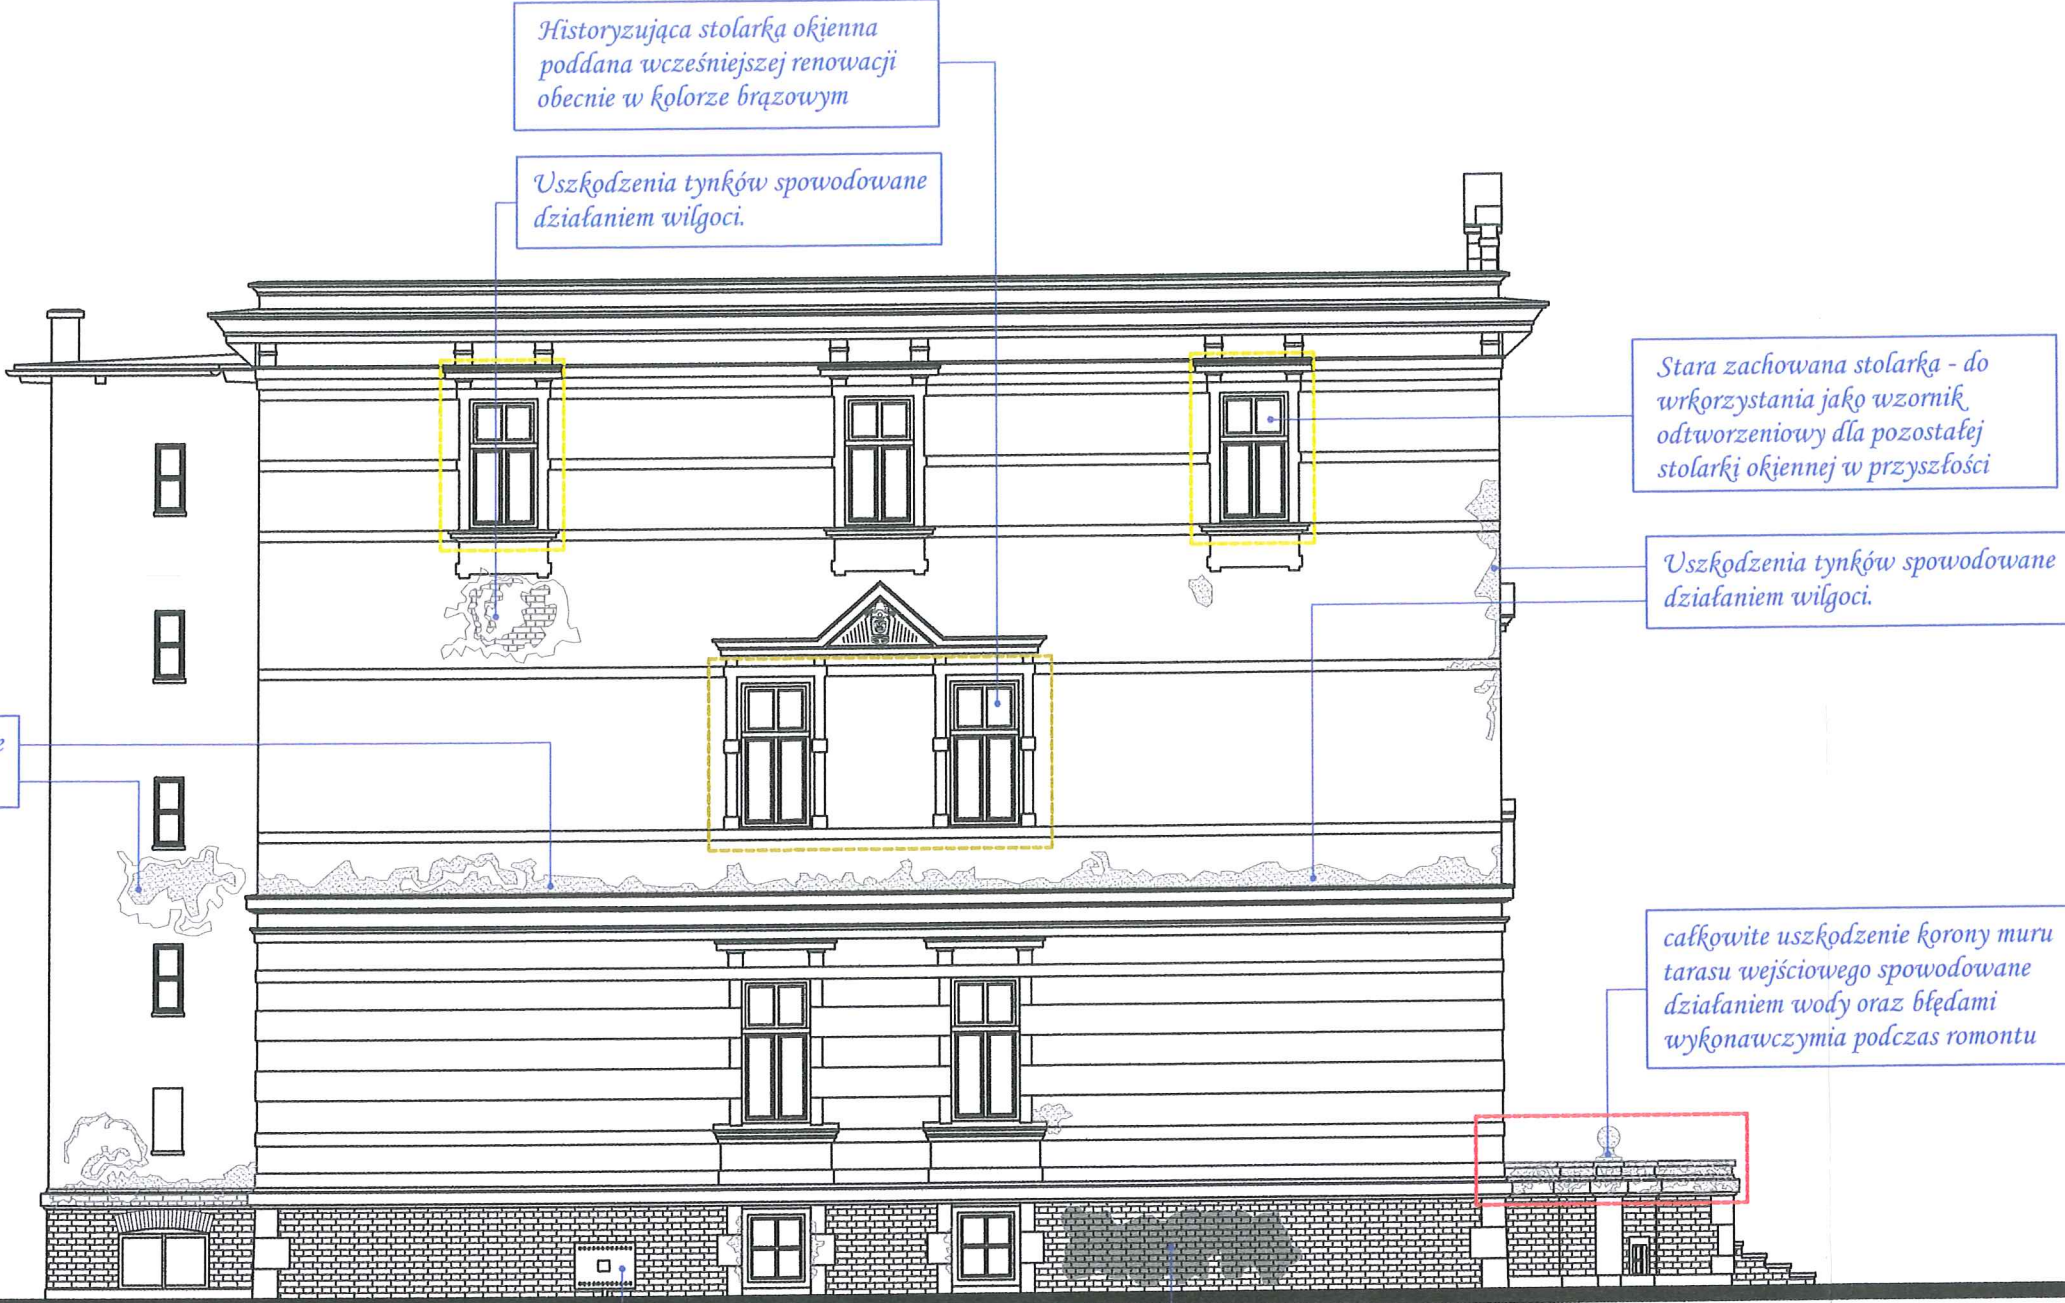 Historyzująca stolarka okienna
poddana wcześniejszej renowacji
obecnie w kolorze brązowym
Uszkodzenia tynków spowodowane
działaniem wilgoci.
Stara zachowana stolarka - do
wrkorzystania jako wzornik
odtworzeniowy dla pozostałej
stolarki okiennej w przyszłości
Uszkodzenia tynków spowodowane
działaniem wilgoci.
całkowite uszkodzenie korony muru
tarasu wejściowego spowodowane
działaniem wody oraz błędami
wykonawczymia podczas romontu